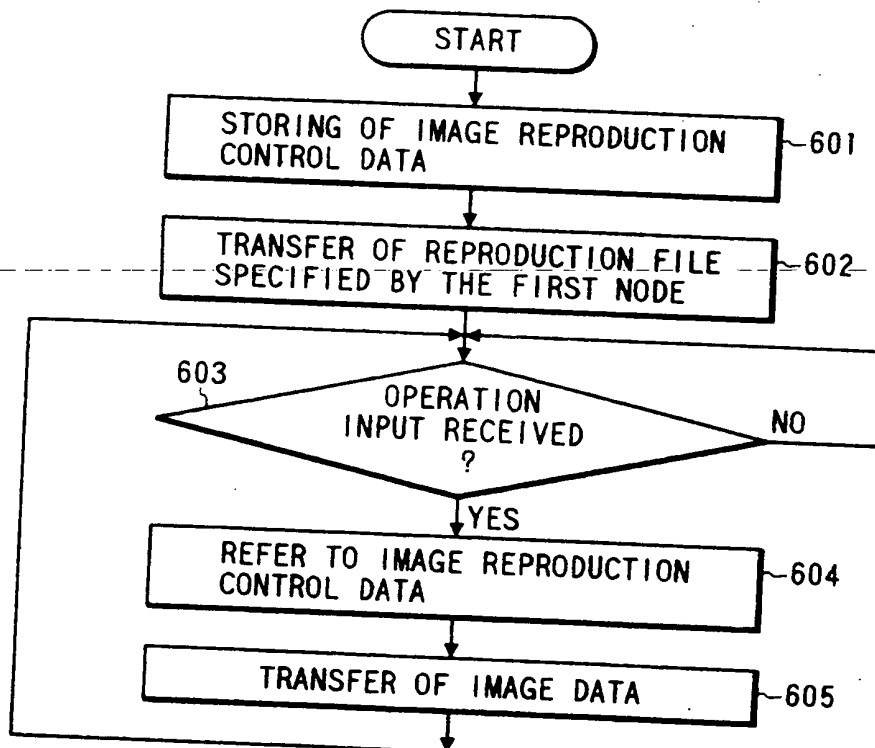 START
STORING OF IMAGE REPRODUCTION
CONTROL DATA
601
TRANSFER OF REPRODUCTION FILE
SPECIFIED BY THE FIRST NODE
602
603
OPERATION
INPUT RECEIVED
?
NO
YES
REFER TO IMAGE REPRODUCTION
CONTROL DATA
604
TRANSFER OF IMAGE DATA
605